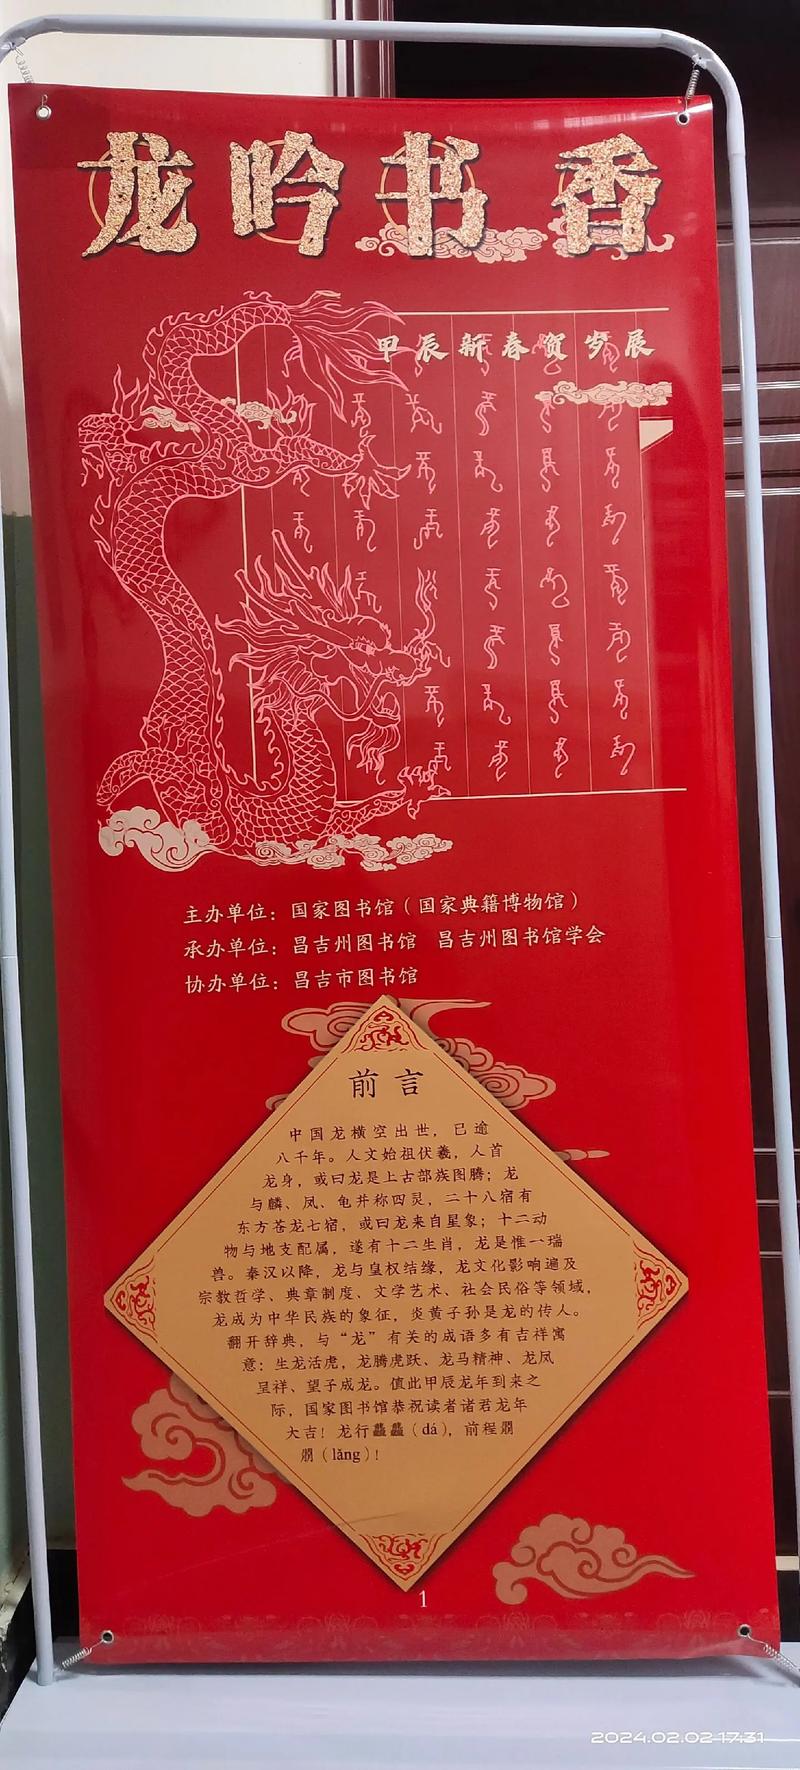 龙吟书香
甲辰新春贺岁展
主办单位：国家图书馆（国家典籍博物馆）
承办单位：昌吉州图书馆 昌吉州图书馆学会
协办单位：昌吉市图书馆
前言
中国龙横空出世，已逾
八千年。人文始祖伏羲，人首
龙身，或曰龙是上古部族图腾；龙
与麟、凤、龟并称四灵，二十八宿有
东方苍龙七宿，或曰龙来自星象；十二动
物与地支配属，遂有十二生肖，龙是惟一瑞
兽。秦汉以降，龙与皇权结缘，龙文化影响遍及
宗教哲学、典章制度、文学艺术、社会民俗等领域，
龙成为中华民族的象征，炎黄子孙是龙的传人。
翻开辞典，与“龙”有关的成语多有吉祥寓
意：生龙活虎，龙腾虎跃、龙马精神、龙凤
呈祥、望子成龙。值此甲辰龙年到来之
际，国家图书馆恭祝读者诸君龙年
大吉！龙行龘龘（dá），前程朤
朤（lǎng）！
1
2024.02.02 17:31